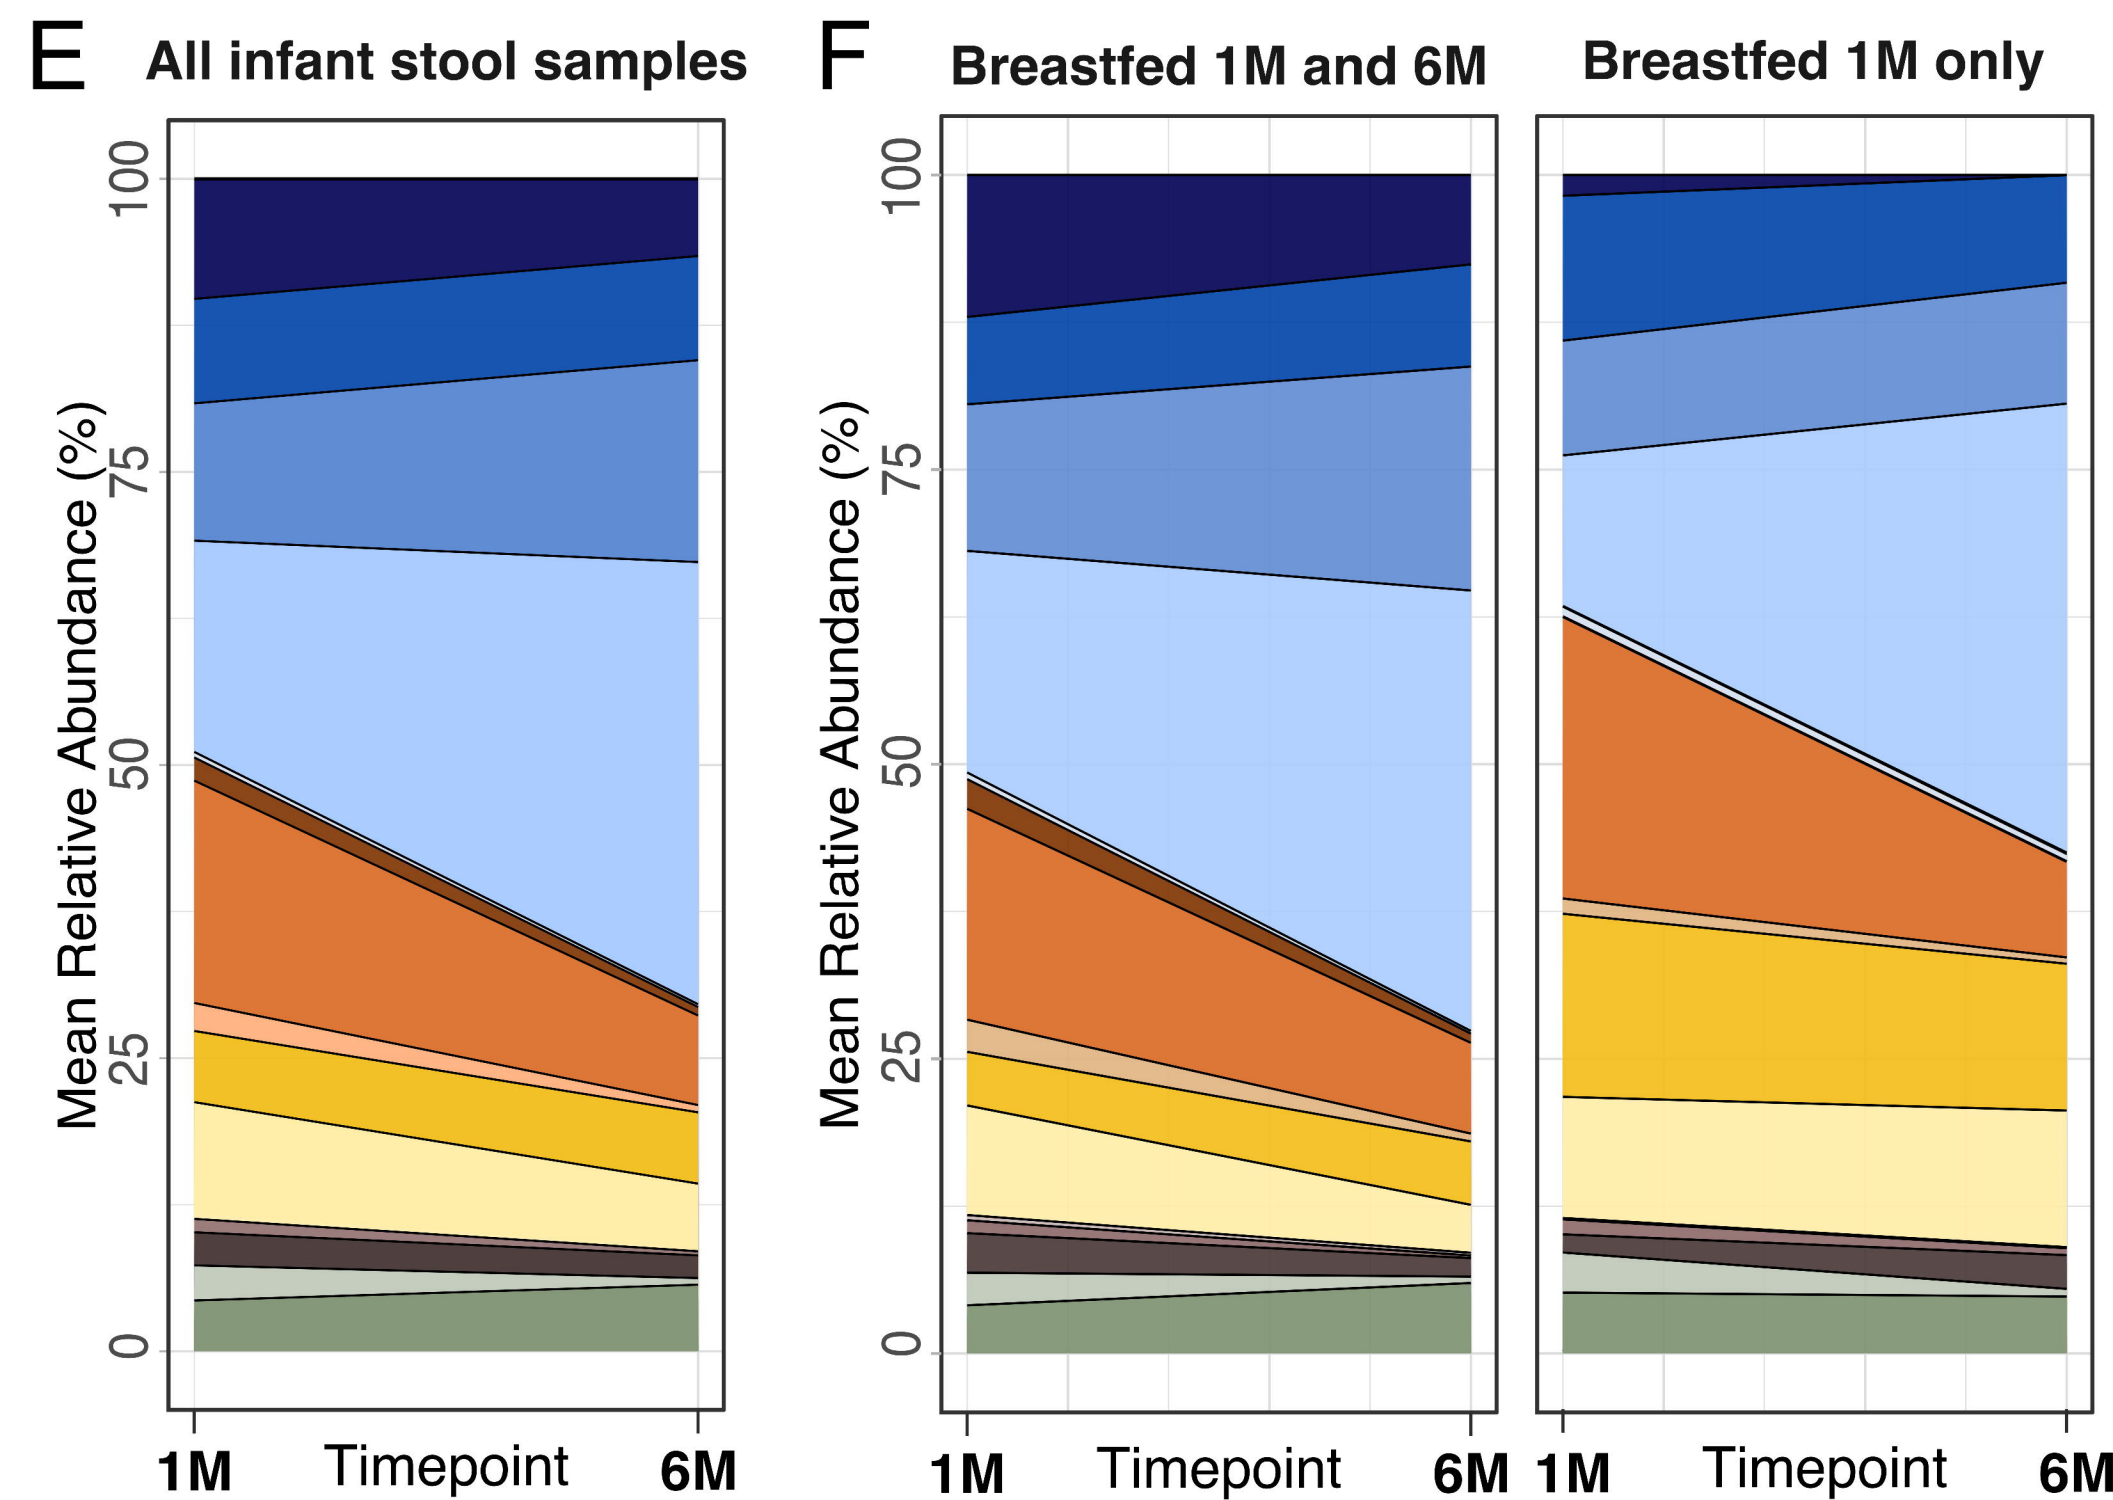 E
All infant stool samples
Mean Relative Abundance (%)
100
75
50
25
0
1M
Timepoint
6M
F
Breastfed 1M and 6M
Mean Relative Abundance (%)
100
75
50
25
0
1M
Timepoint
6M
Breastfed 1M only
1M
Timepoint
6M